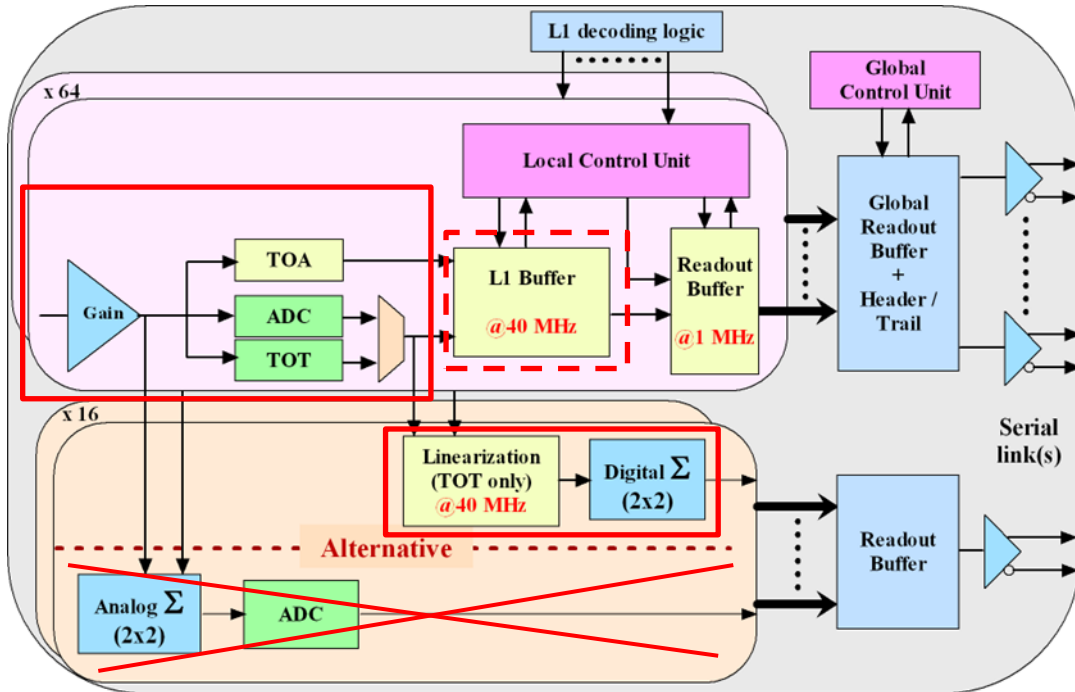 L1 decoding logic
x 64
Global
Control Unit
Local Control Unit
Gain
TOA
ADC
TOT
L1 Buffer
@40 MHz
Readout
Buffer
@1 MHz
Global
Readout
Buffer
+
Header /
Trail
x 16
Linearization
(TOT only)
@40 MHz
Digital Σ
(2x2)
Serial
link(s)
Alternative
Analog Σ
(2x2)
ADC
Readout
Buffer